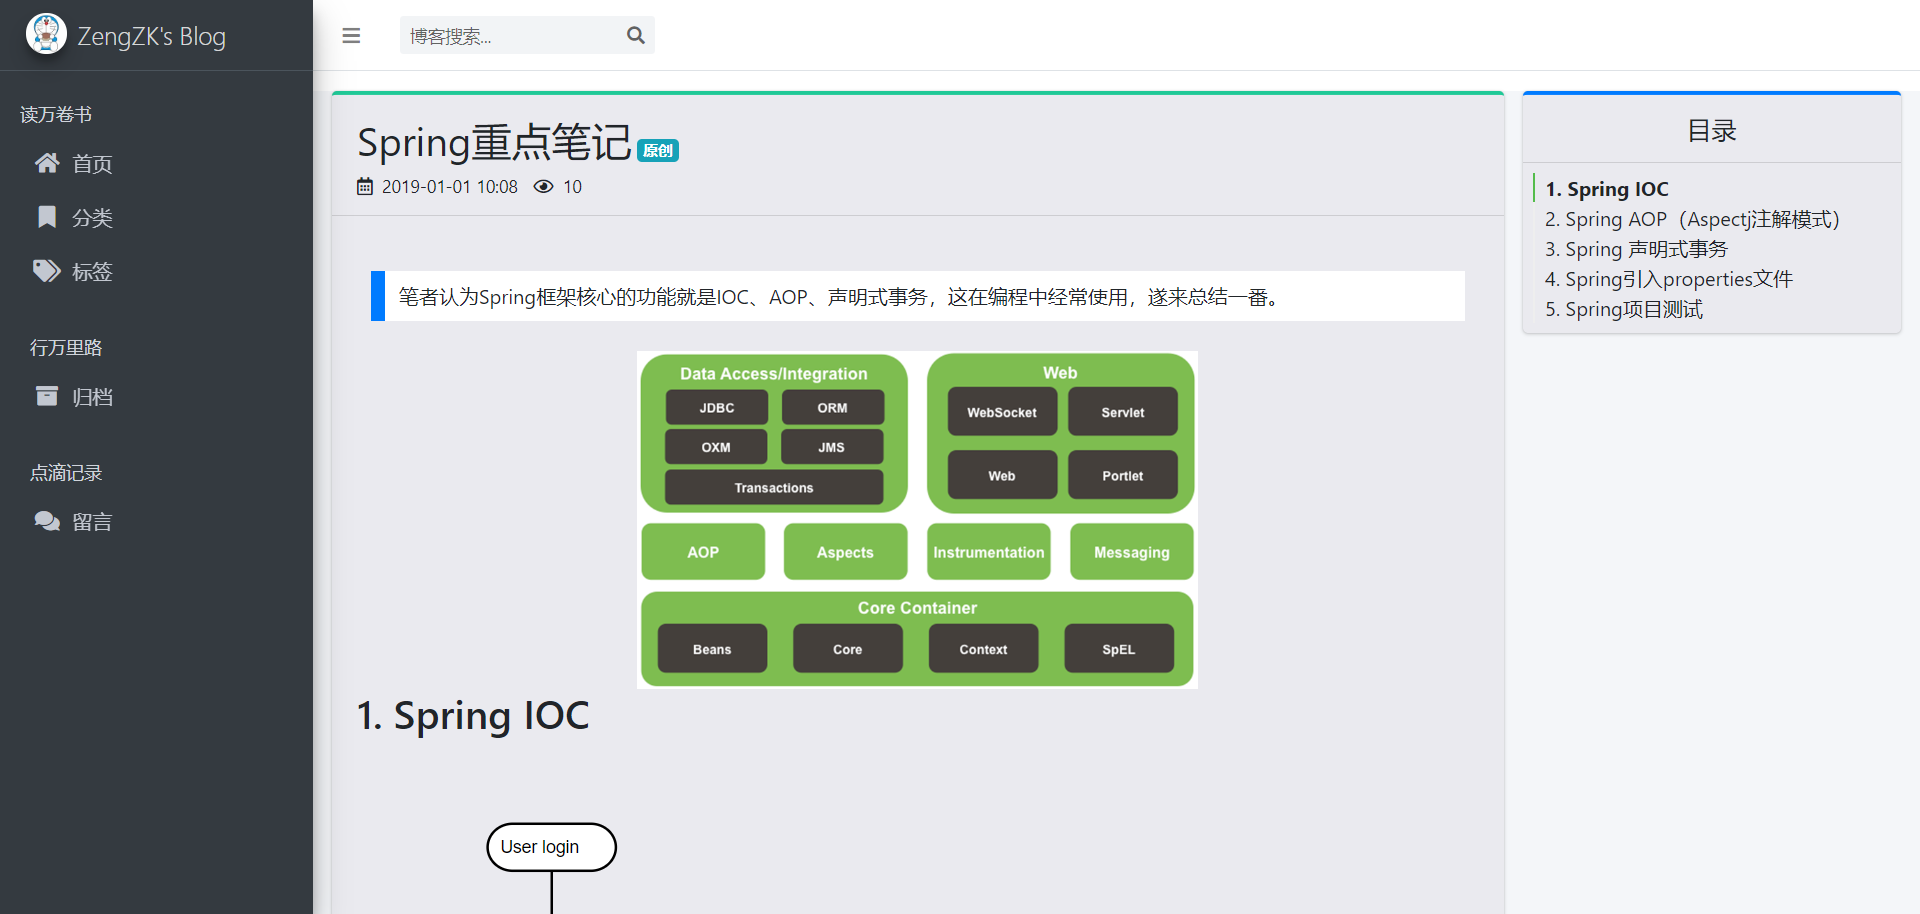 ZengZK's Blog
读万卷书
首页
分类
标签
行万里路
归档
点滴记录
留言
博客搜索...
Spring重点笔记 原创
2019-01-01 10:08 10
笔者认为Spring框架核心的功能就是IOC、AOP、声明式事务，这在编程中经常使用，遂来总结一番。
Data Access/Integration
JDBC ORM
OXM JMS
Transactions
Web
WebSocket Servlet
Web Portlet
AOP Aspects Instrumentation Messaging
Core Container
Beans Core Context SpEL
1. Spring IOC
User login
目录
1. Spring IOC
2. Spring AOP（Aspectj注解模式）
3. Spring 声明式事务
4. Spring引入properties文件
5. Spring项目测试